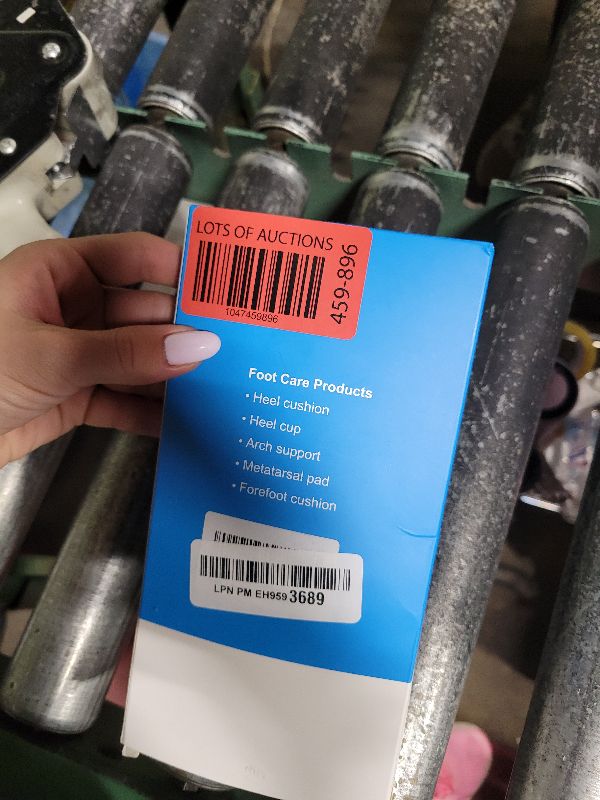 LOTS OF AUCTIONS
1047459896
459-896
Foot Care Products
• Heel cushion
• Heel cup
• Arch support
• Metatarsal pad
• Forefoot cushion
LPN PM EH959 3689